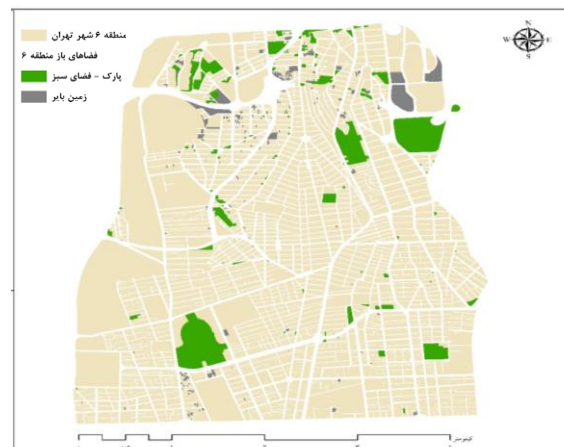 منطقه ۶ شهر تهران
فضاهای باز منطقه ۶
پارک - فضای سبز
زمین بایر
N
W E
S
کیلومتر